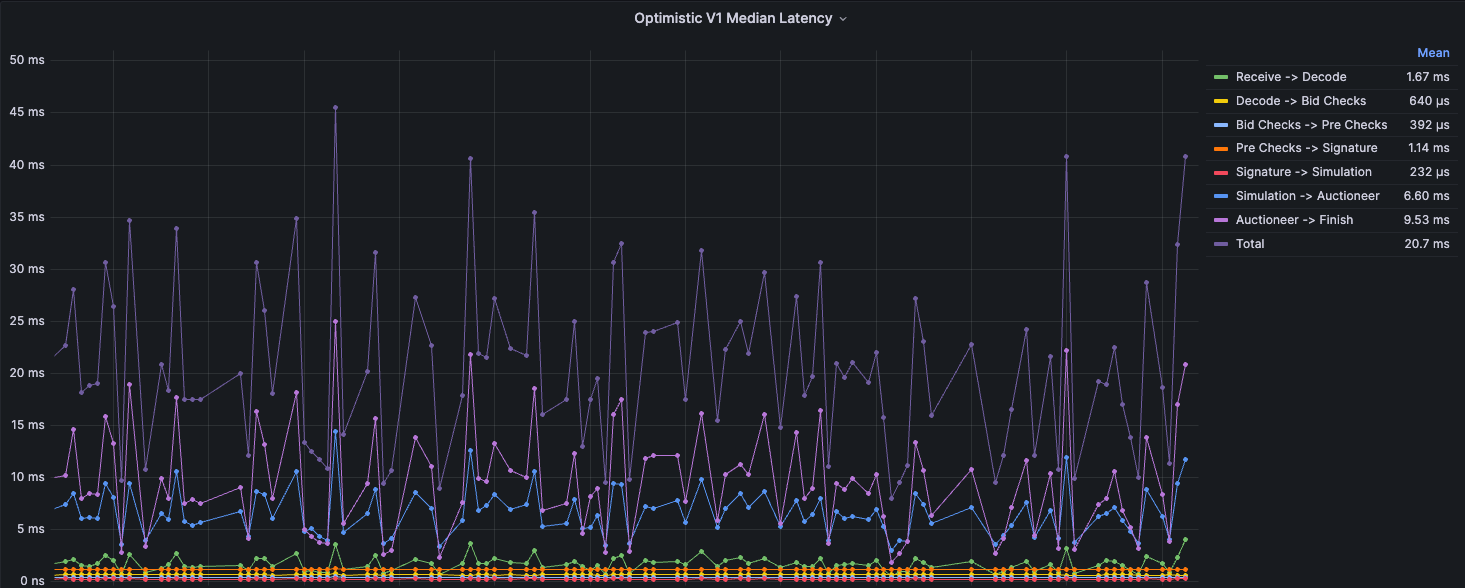 Optimistic V1 Median Latency
50 ms
45 ms
40 ms
35 ms
30 ms
25 ms
20 ms
15 ms
10 ms
5 ms
0 ns
Mean
Receive -> Decode 1.67 ms
Decode -> Bid Checks 640 µs
Bid Checks -> Pre Checks 392 µs
Pre Checks -> Signature 1.14 ms
Signature -> Simulation 232 µs
Simulation -> Auctioneer 6.60 ms
Auctioneer -> Finish 9.53 ms
Total 20.7 ms